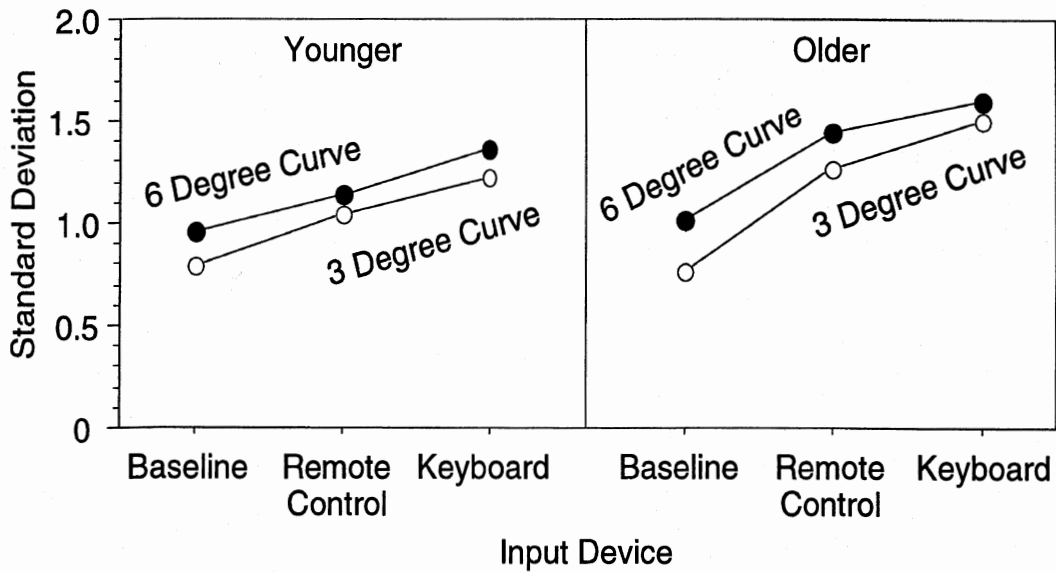 2.0
1.5
1.0
0.5
0
Standard Deviation
Younger
6 Degree Curve
3 Degree Curve
Older
6 Degree Curve
3 Degree Curve
Baseline
Remote
Control
Keyboard
Baseline
Remote
Control
Keyboard
Input Device